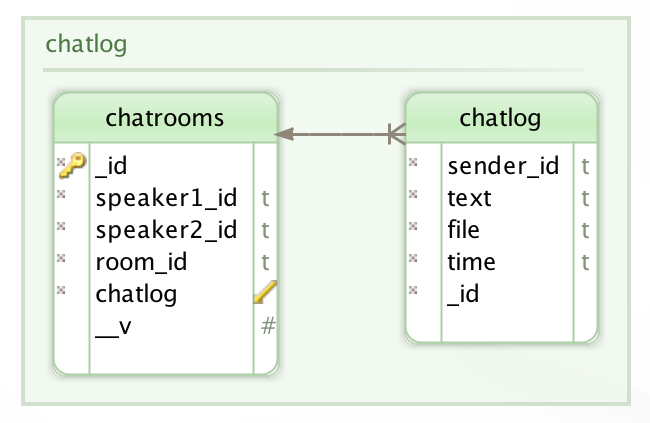 chatlog
chatrooms
_id
speaker1_id t
speaker2_id t
room_id t
chatlog
__v #
chatlog
sender_id t
text t
file t
time t
_id